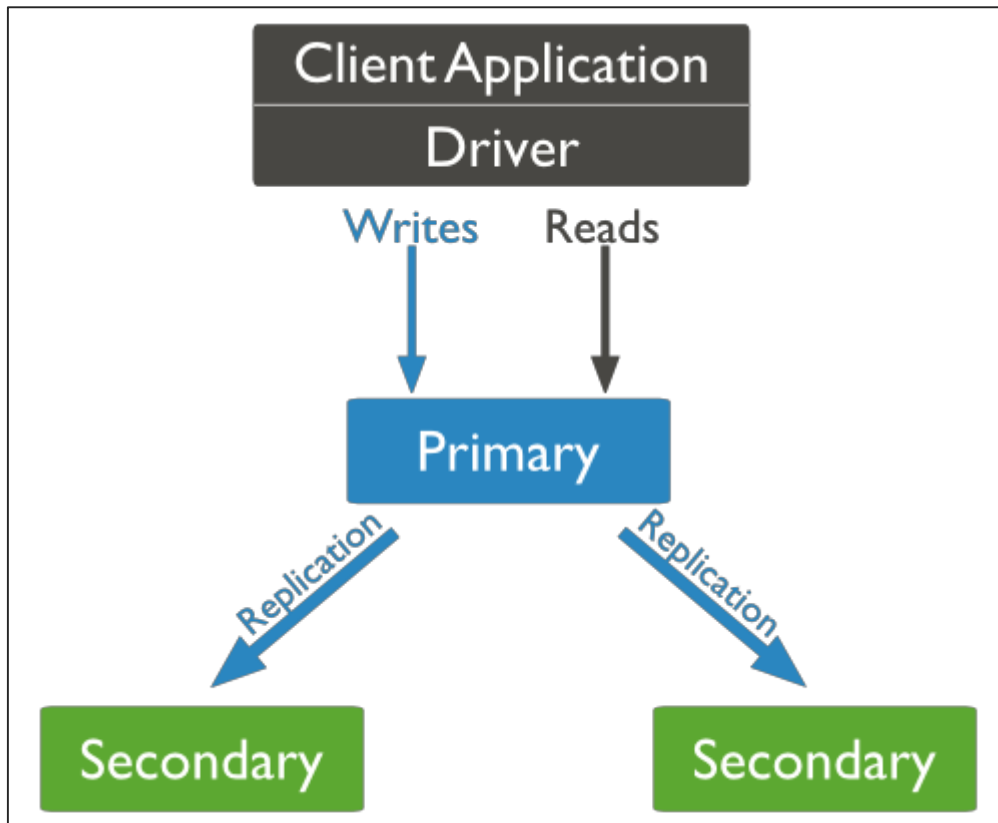 Client Application
Driver
Writes Reads
Primary
Replication Replication
Secondary Secondary